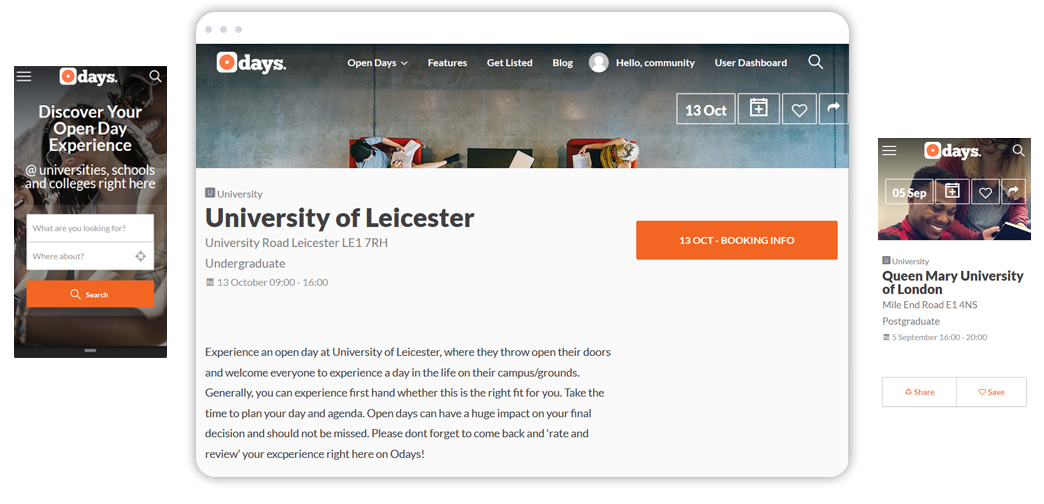 Odays.
Discover Your
Open Day
Experience
@ universities, schools
and colleges right here
What are you looking for?
Where about?
Search
Odays.
Open Days Features Get Listed Blog Hello, community User Dashboard
13 Oct
U University
University of Leicester
University Road Leicester LE1 7RH
Undergraduate
13 October 09:00 - 16:00
13 OCT - BOOKING INFO
Experience an open day at University of Leicester, where they throw open their doors
and welcome everyone to experience a day in the life on their campus/grounds.
Generally, you can experience first hand whether this is the right fit for you. Take the
time to plan your day and agenda. Open days can have a huge impact on your final
decision and should not be missed. Please dont forget to come back and 'rate and
review' your excperience right here on Odays!
Odays.
05 Sep
U University
Queen Mary University
of London
Mile End Road E1 4NS
Postgraduate
5 September 16:00 - 20:00
Share Save